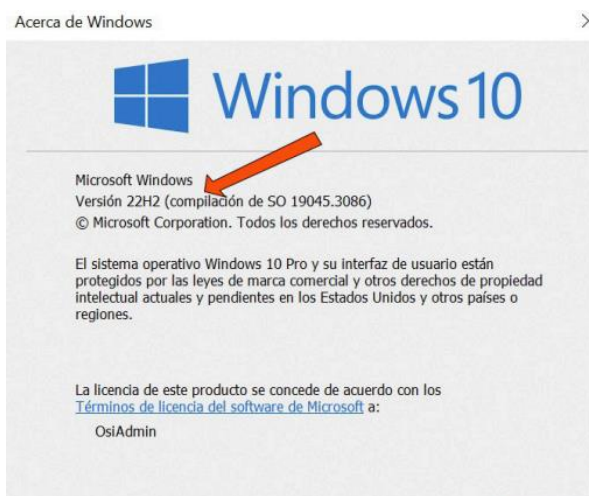 Acerca de Windows
Windows 10
Microsoft Windows
Versión 22H2 (compilación de SO 19045.3086)
© Microsoft Corporation. Todos los derechos reservados.
El sistema operativo Windows 10 Pro y su interfaz de usuario están
protegidos por las leyes de marca comercial y otros derechos de propiedad
intelectual actuales y pendientes en los Estados Unidos y otros países o
regiones.
La licencia de este producto se concede de acuerdo con los
Términos de licencia del software de Microsoft a:
OsiAdmin